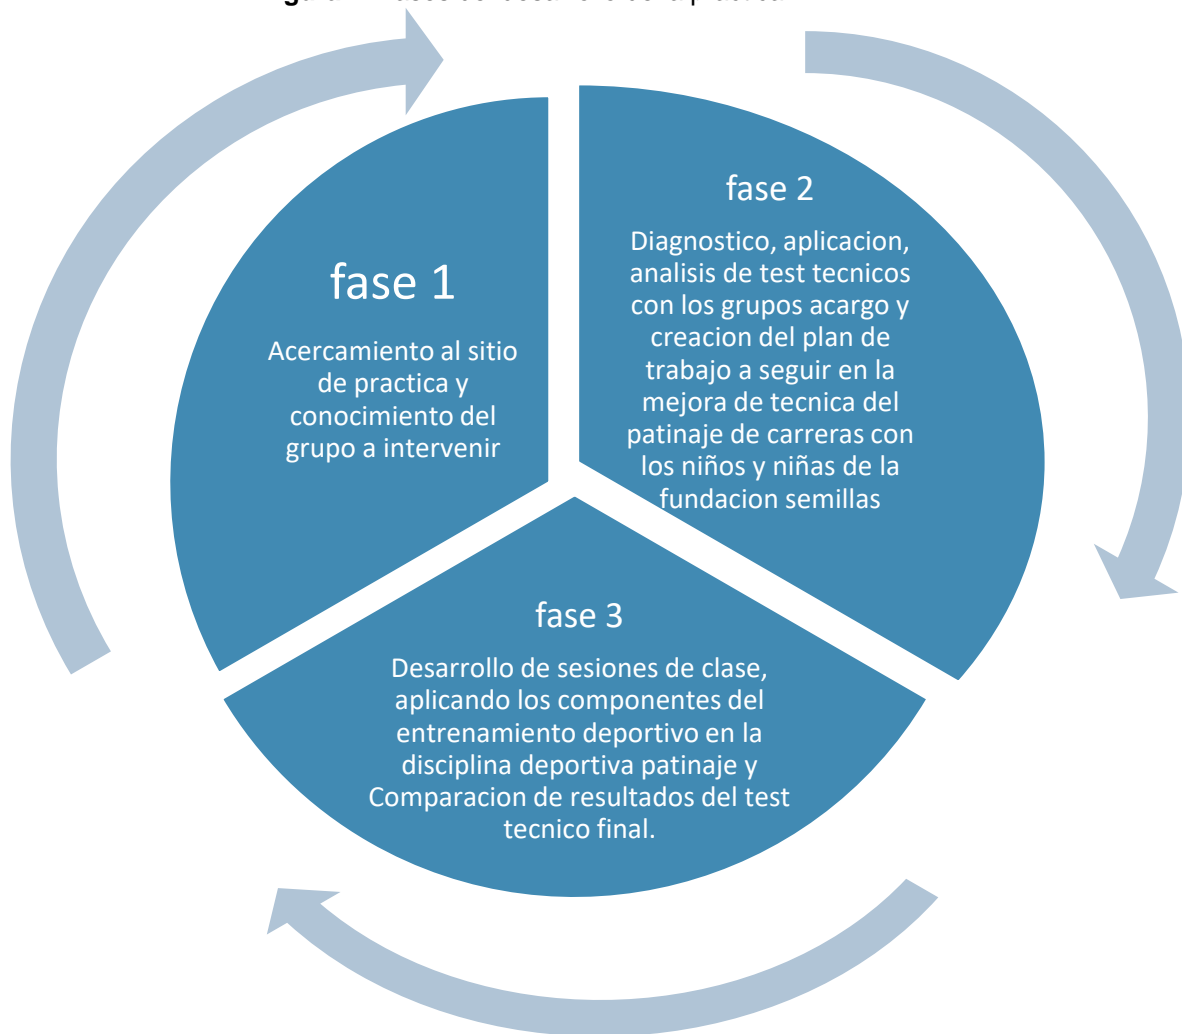 fase 1
Acercamiento al sitio
de practica y
conocimiento del
grupo a intervenir
fase 2
Diagnostico, aplicacion,
analisis de test tecnicos
con los grupos acargo y
creacion del plan de
trabajo a seguir en la
mejora de tecnica del
patinaje de carreras con
los niños y niñas de la
fundacion semillas
fase 3
Desarrollo de sesiones de clase,
aplicando los componentes del
entrenamiento deportivo en la
disciplina deportiva patinaje y
Comparacion de resultados del test
tecnico final.